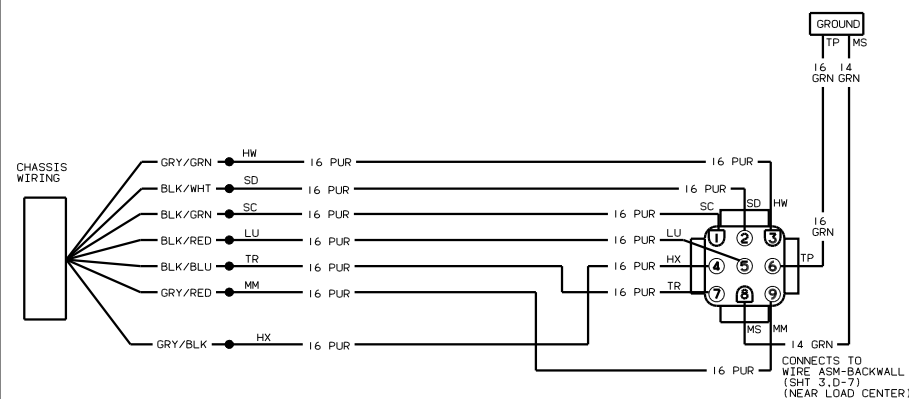 GROUND
TP MS
16 14
GRN GRN
CHASSIS
WIRING
GRY/GRN HW 16 PUR 16 PUR
BLK/WHT SD 16 PUR 16 PUR
BLK/GRN SC 16 PUR 16 PUR SC SD HW
BLK/RED LU 16 PUR 16 PUR LU
BLK/BLU TR 16 PUR 16 PUR HX
GRY/RED MM 16 PUR 16 PUR TR
GRY/BLK HX 16 PUR
16
GRN
TP
1 2 3
4 5 6
7 8 9
MS MM
14 GRN
16 PUR
CONNECTS TO
WIRE ASM-BACKWALL
(SHT 3,D-7)
(NEAR LOAD CENTER)